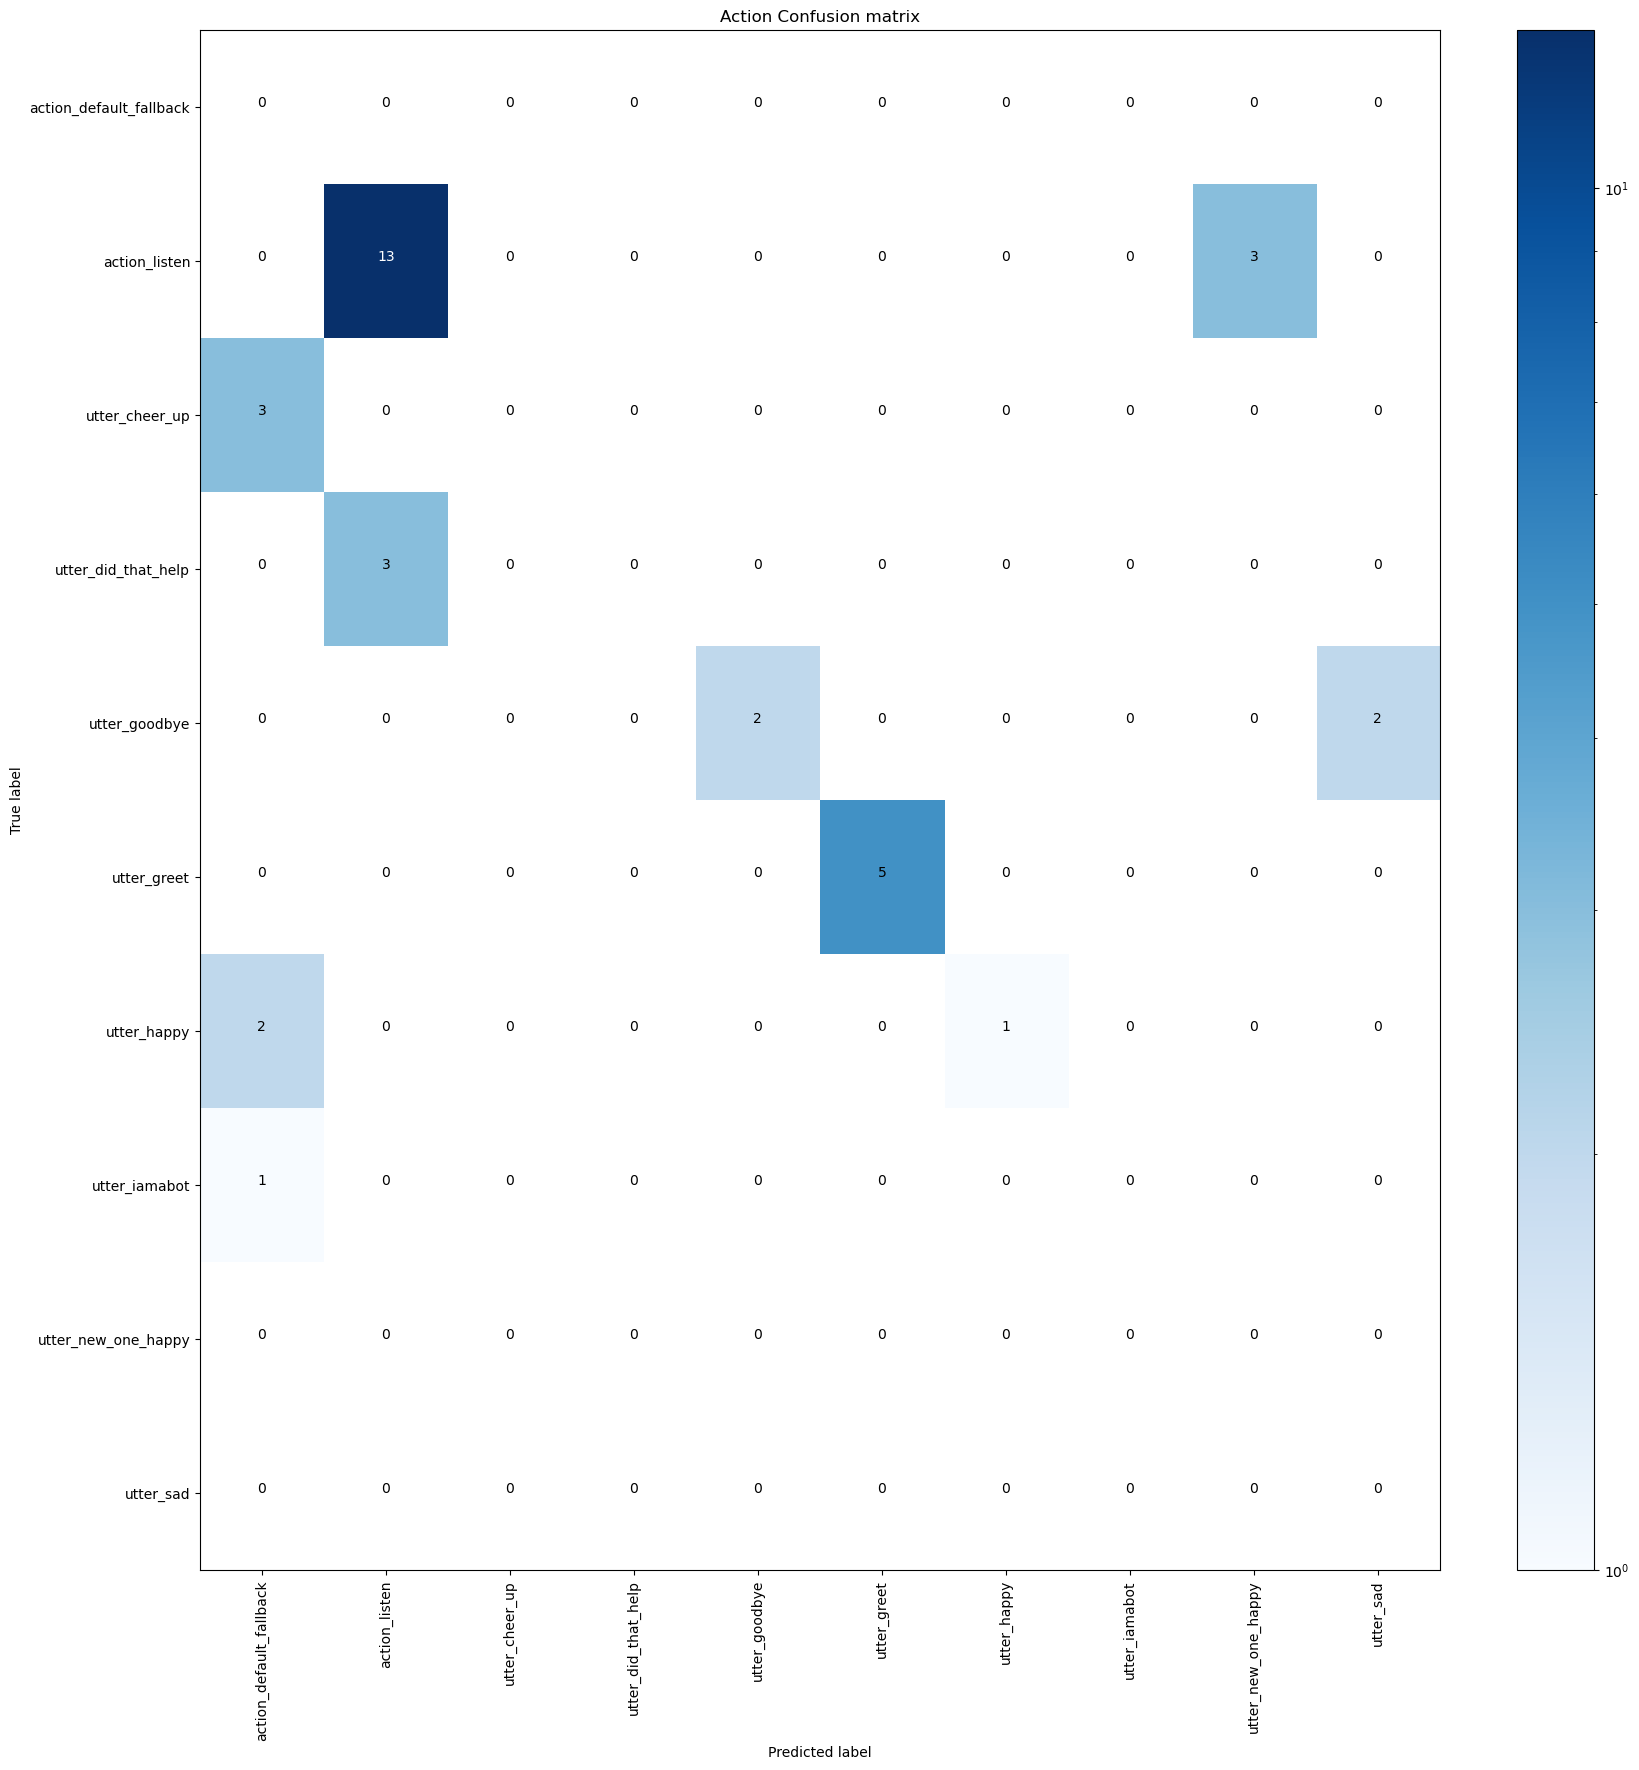 Action Confusion matrix
action_default_fallback 0 0 0 0 0 0 0 0 0 0
10¹
action_listen 0 13 0 0 0 0 0 0 3 0
utter_cheer_up 3 0 0 0 0 0 0 0 0 0
utter_did_that_help 0 3 0 0 0 0 0 0 0 0
utter_goodbye 0 0 0 0 2 0 0 0 0 2
True label
utter_greet 0 0 0 0 0 5 0 0 0 0
utter_happy 2 0 0 0 0 0 1 0 0 0
utter_iamabot 1 0 0 0 0 0 0 0 0 0
utter_new_one_happy 0 0 0 0 0 0 0 0 0 0
utter_sad 0 0 0 0 0 0 0 0 0 0
10⁰
action_default_fallback
action_listen
utter_cheer_up
utter_did_that_help
utter_goodbye
utter_greet
utter_happy
utter_iamabot
utter_new_one_happy
utter_sad
Predicted label